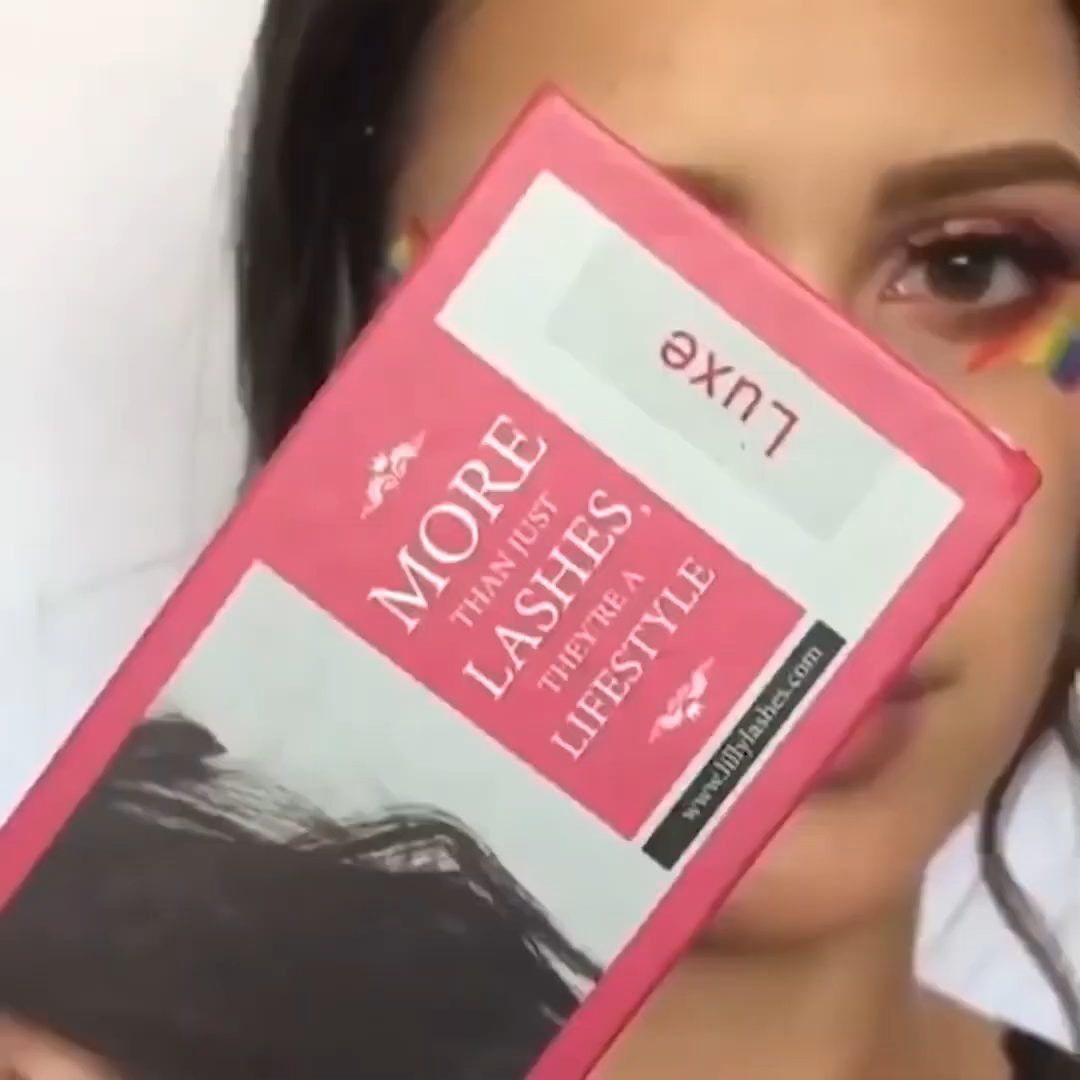 Luxe
MORE
THAN JUST
LASHES,
THEY'RE A
LIFESTYLE
www.lillylashes.com